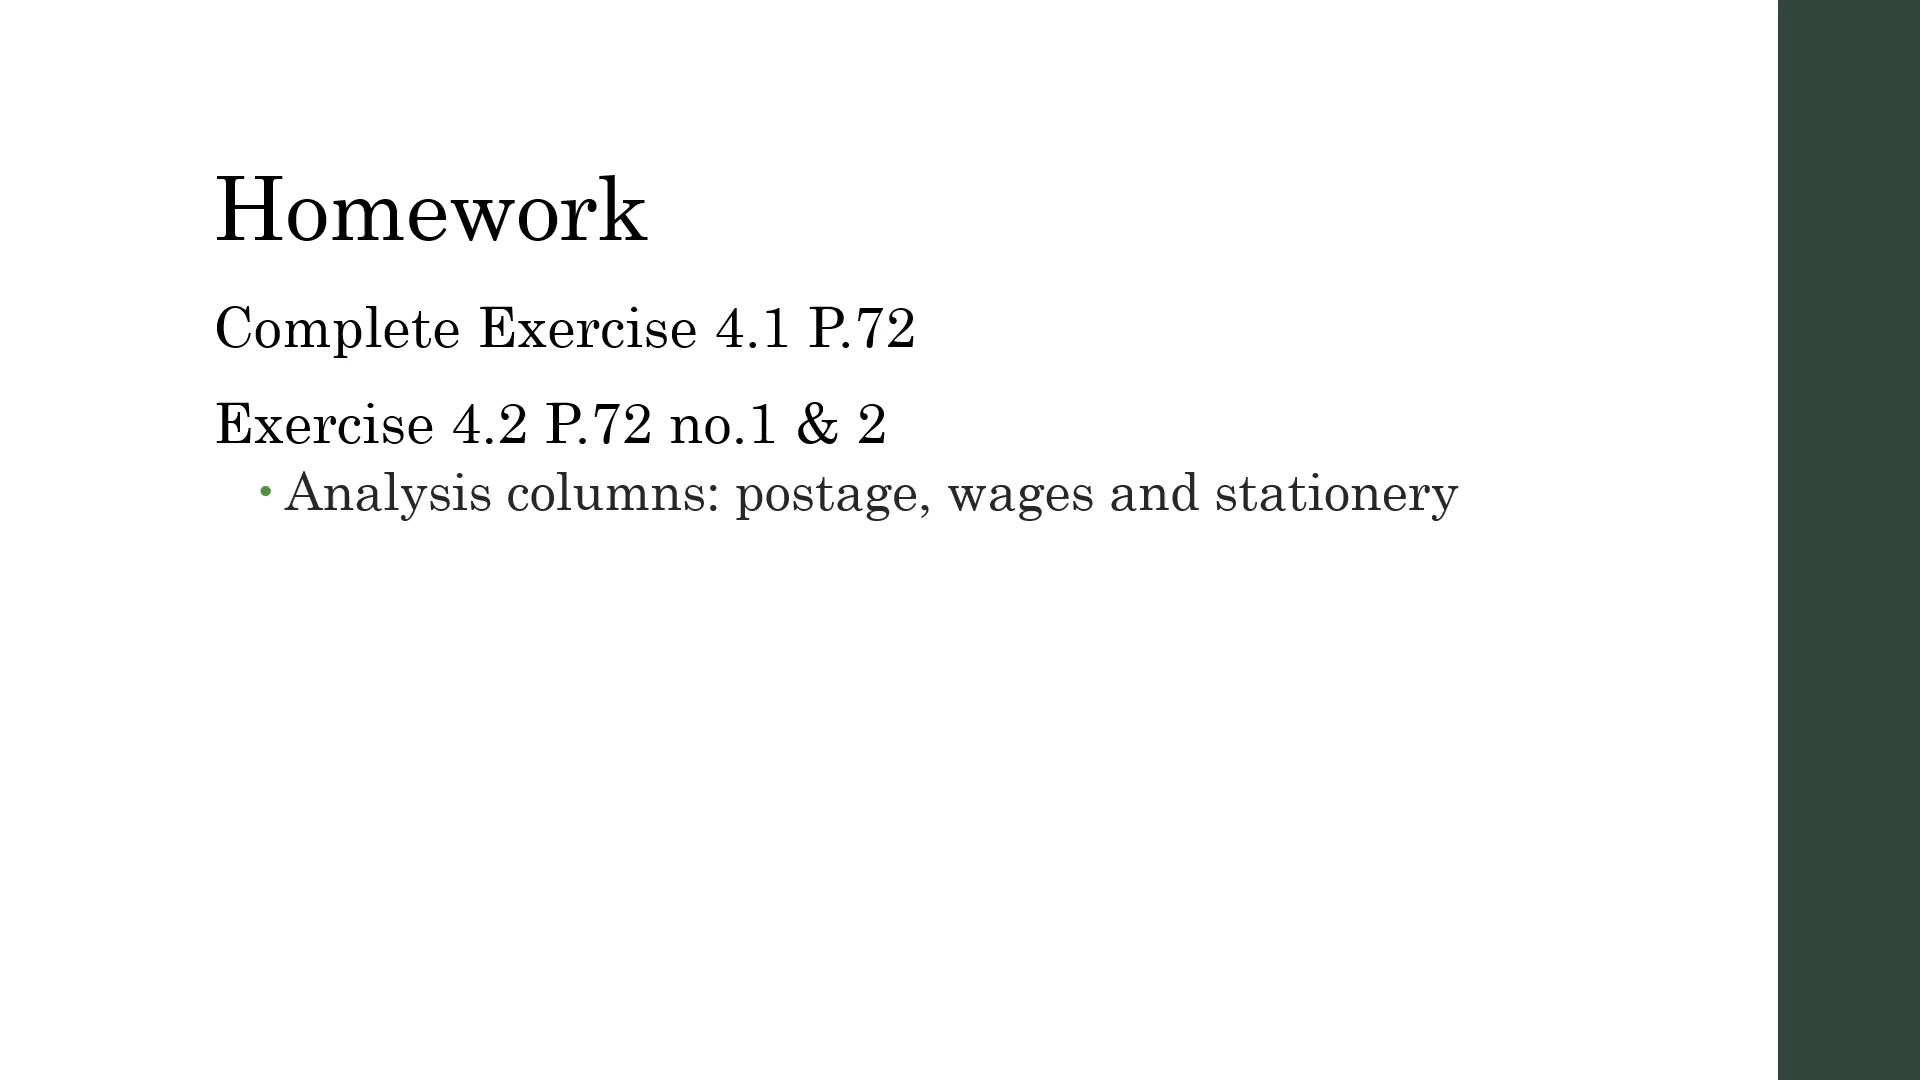 Homework
Complete Exercise 4.1 P.72
Exercise 4.2 P.72 no.1 & 2
• Analysis columns: postage, wages and stationery